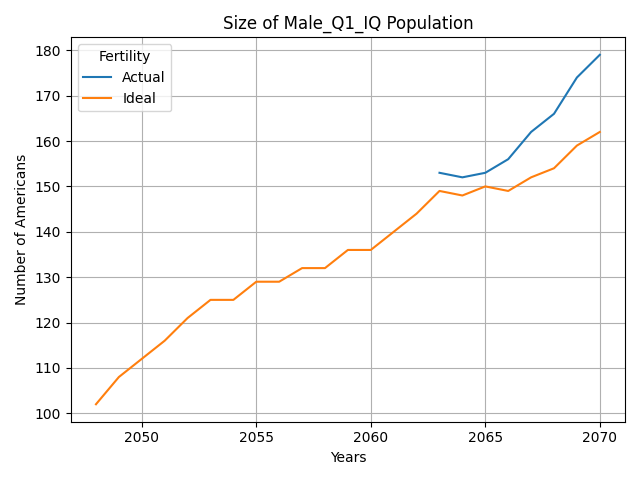 Size of Male_Q1_IQ Population
Fertility
Actual
Ideal
Number of Americans
180
170
160
150
140
130
120
110
100
2050 2055 2060 2065 2070
Years